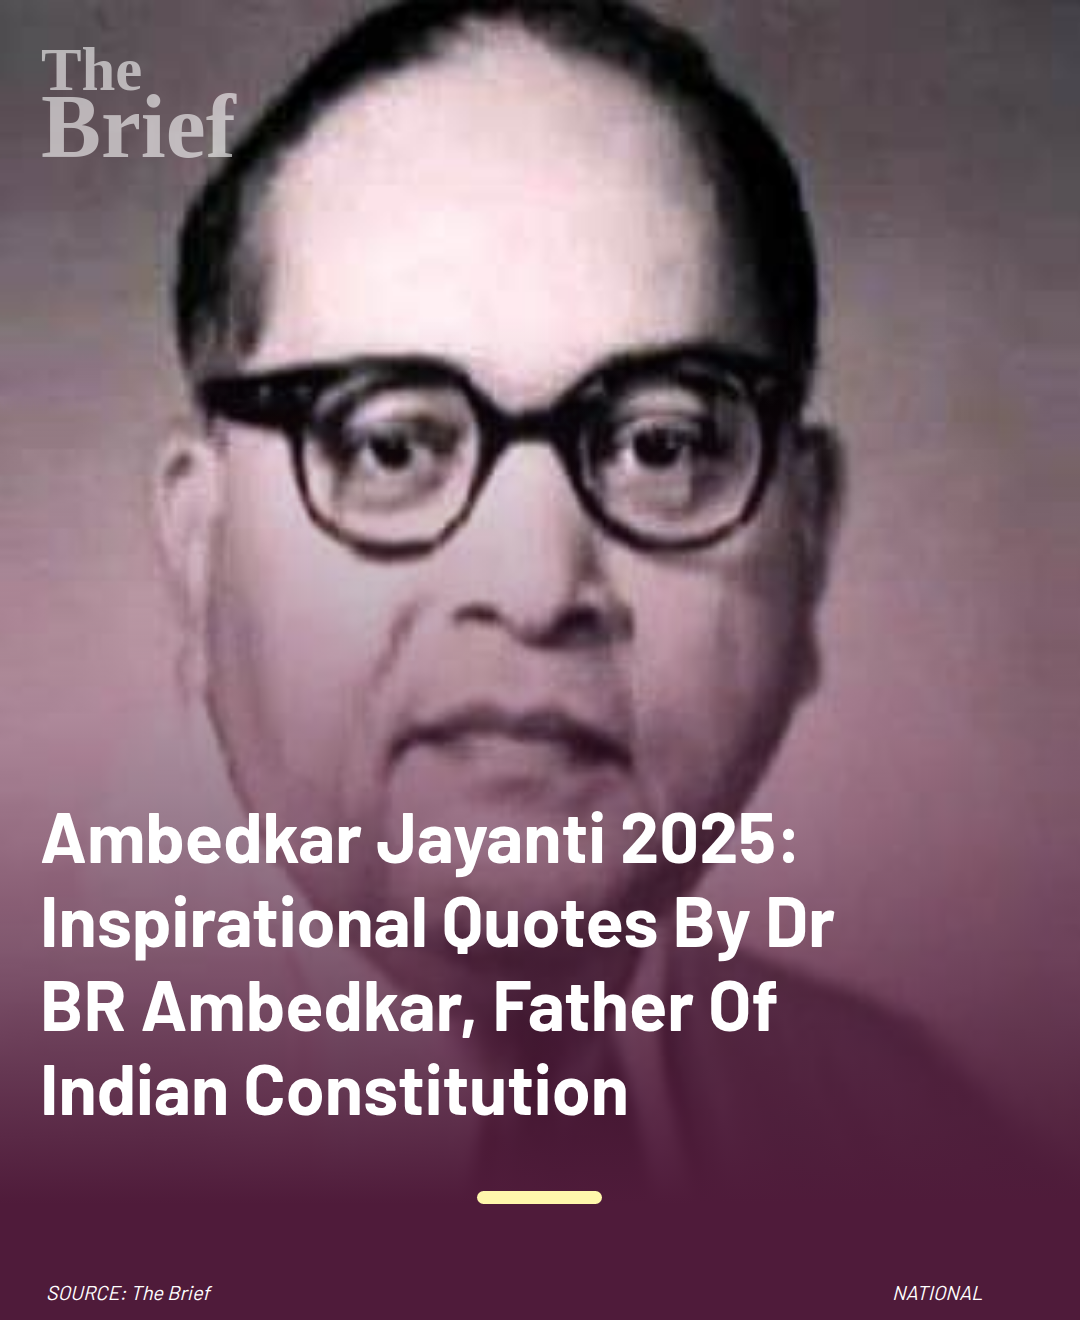 The
Brief
Ambedkar Jayanti 2025:
Inspirational Quotes By Dr
BR Ambedkar, Father Of
Indian Constitution
SOURCE: The Brief
NATIONAL